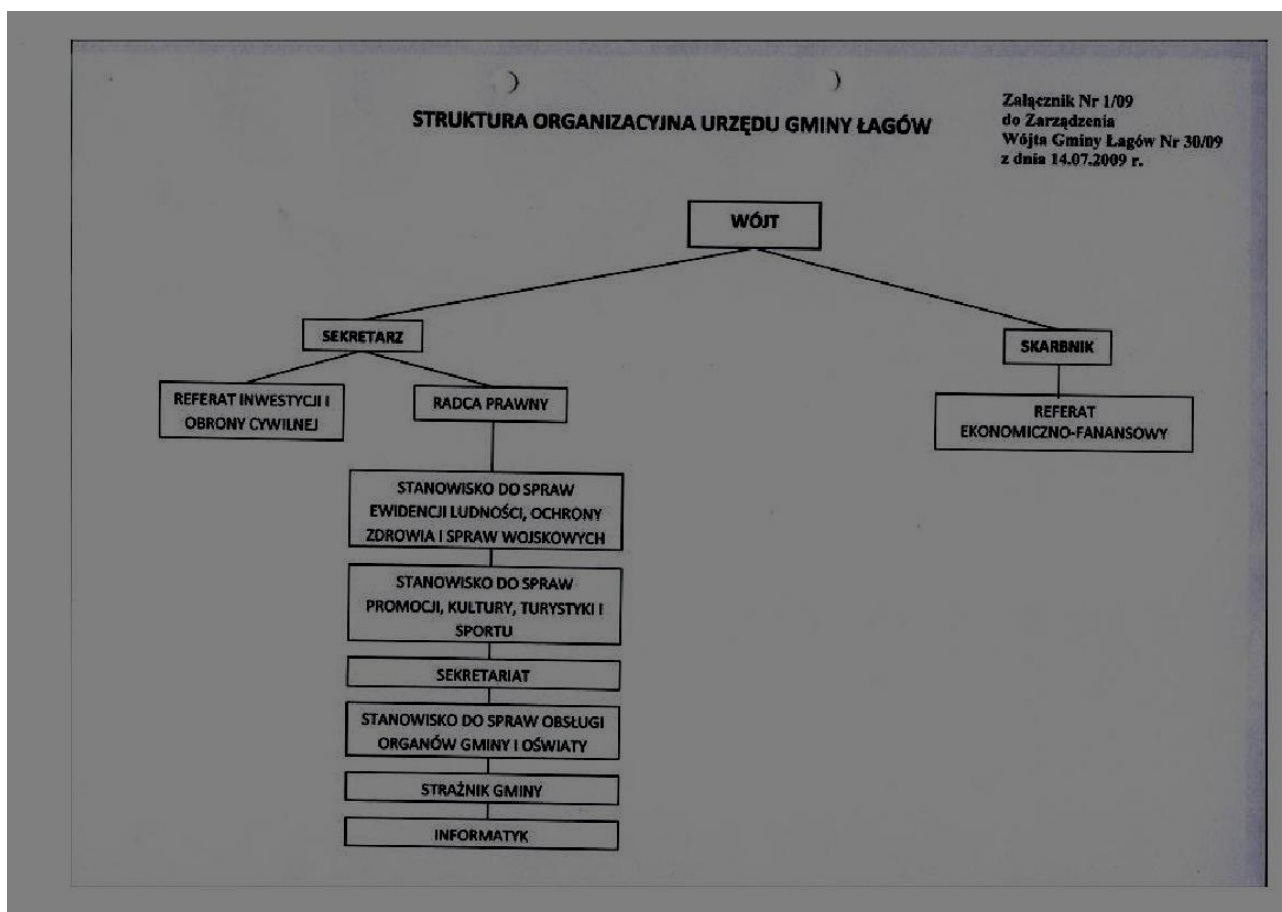 STRUKTURA ORGANIZACYJNA URZĘDU GMINY ŁAGÓW
Załącznik Nr 1/09
do Zarządzenia
Wójta Gminy Łagów Nr 30/09
z dnia 14.07.2009 r.
WÓJT
SEKRETARZ
SKARBNIK
REFERAT INWESTYCJI I
OBRONY CYWILNEJ
RADCA PRAWNY
REFERAT
EKONOMICZNO-FANANSOWY
STANOWISKO DO SPRAW
EWIDENCJI LUDNOŚCI, OCHRONY
ZDROWIA I SPRAW WOJSKOWYCH
STANOWISKO DO SPRAW
PROMOCJI, KULTURY, TURYSTYKI I
SPORTU
SEKRETARIAT
STANOWISKO DO SPRAW OBSŁUGI
ORGANÓW GMINY I OŚWIATY
STRAŻNIK GMINY
INFORMATYK